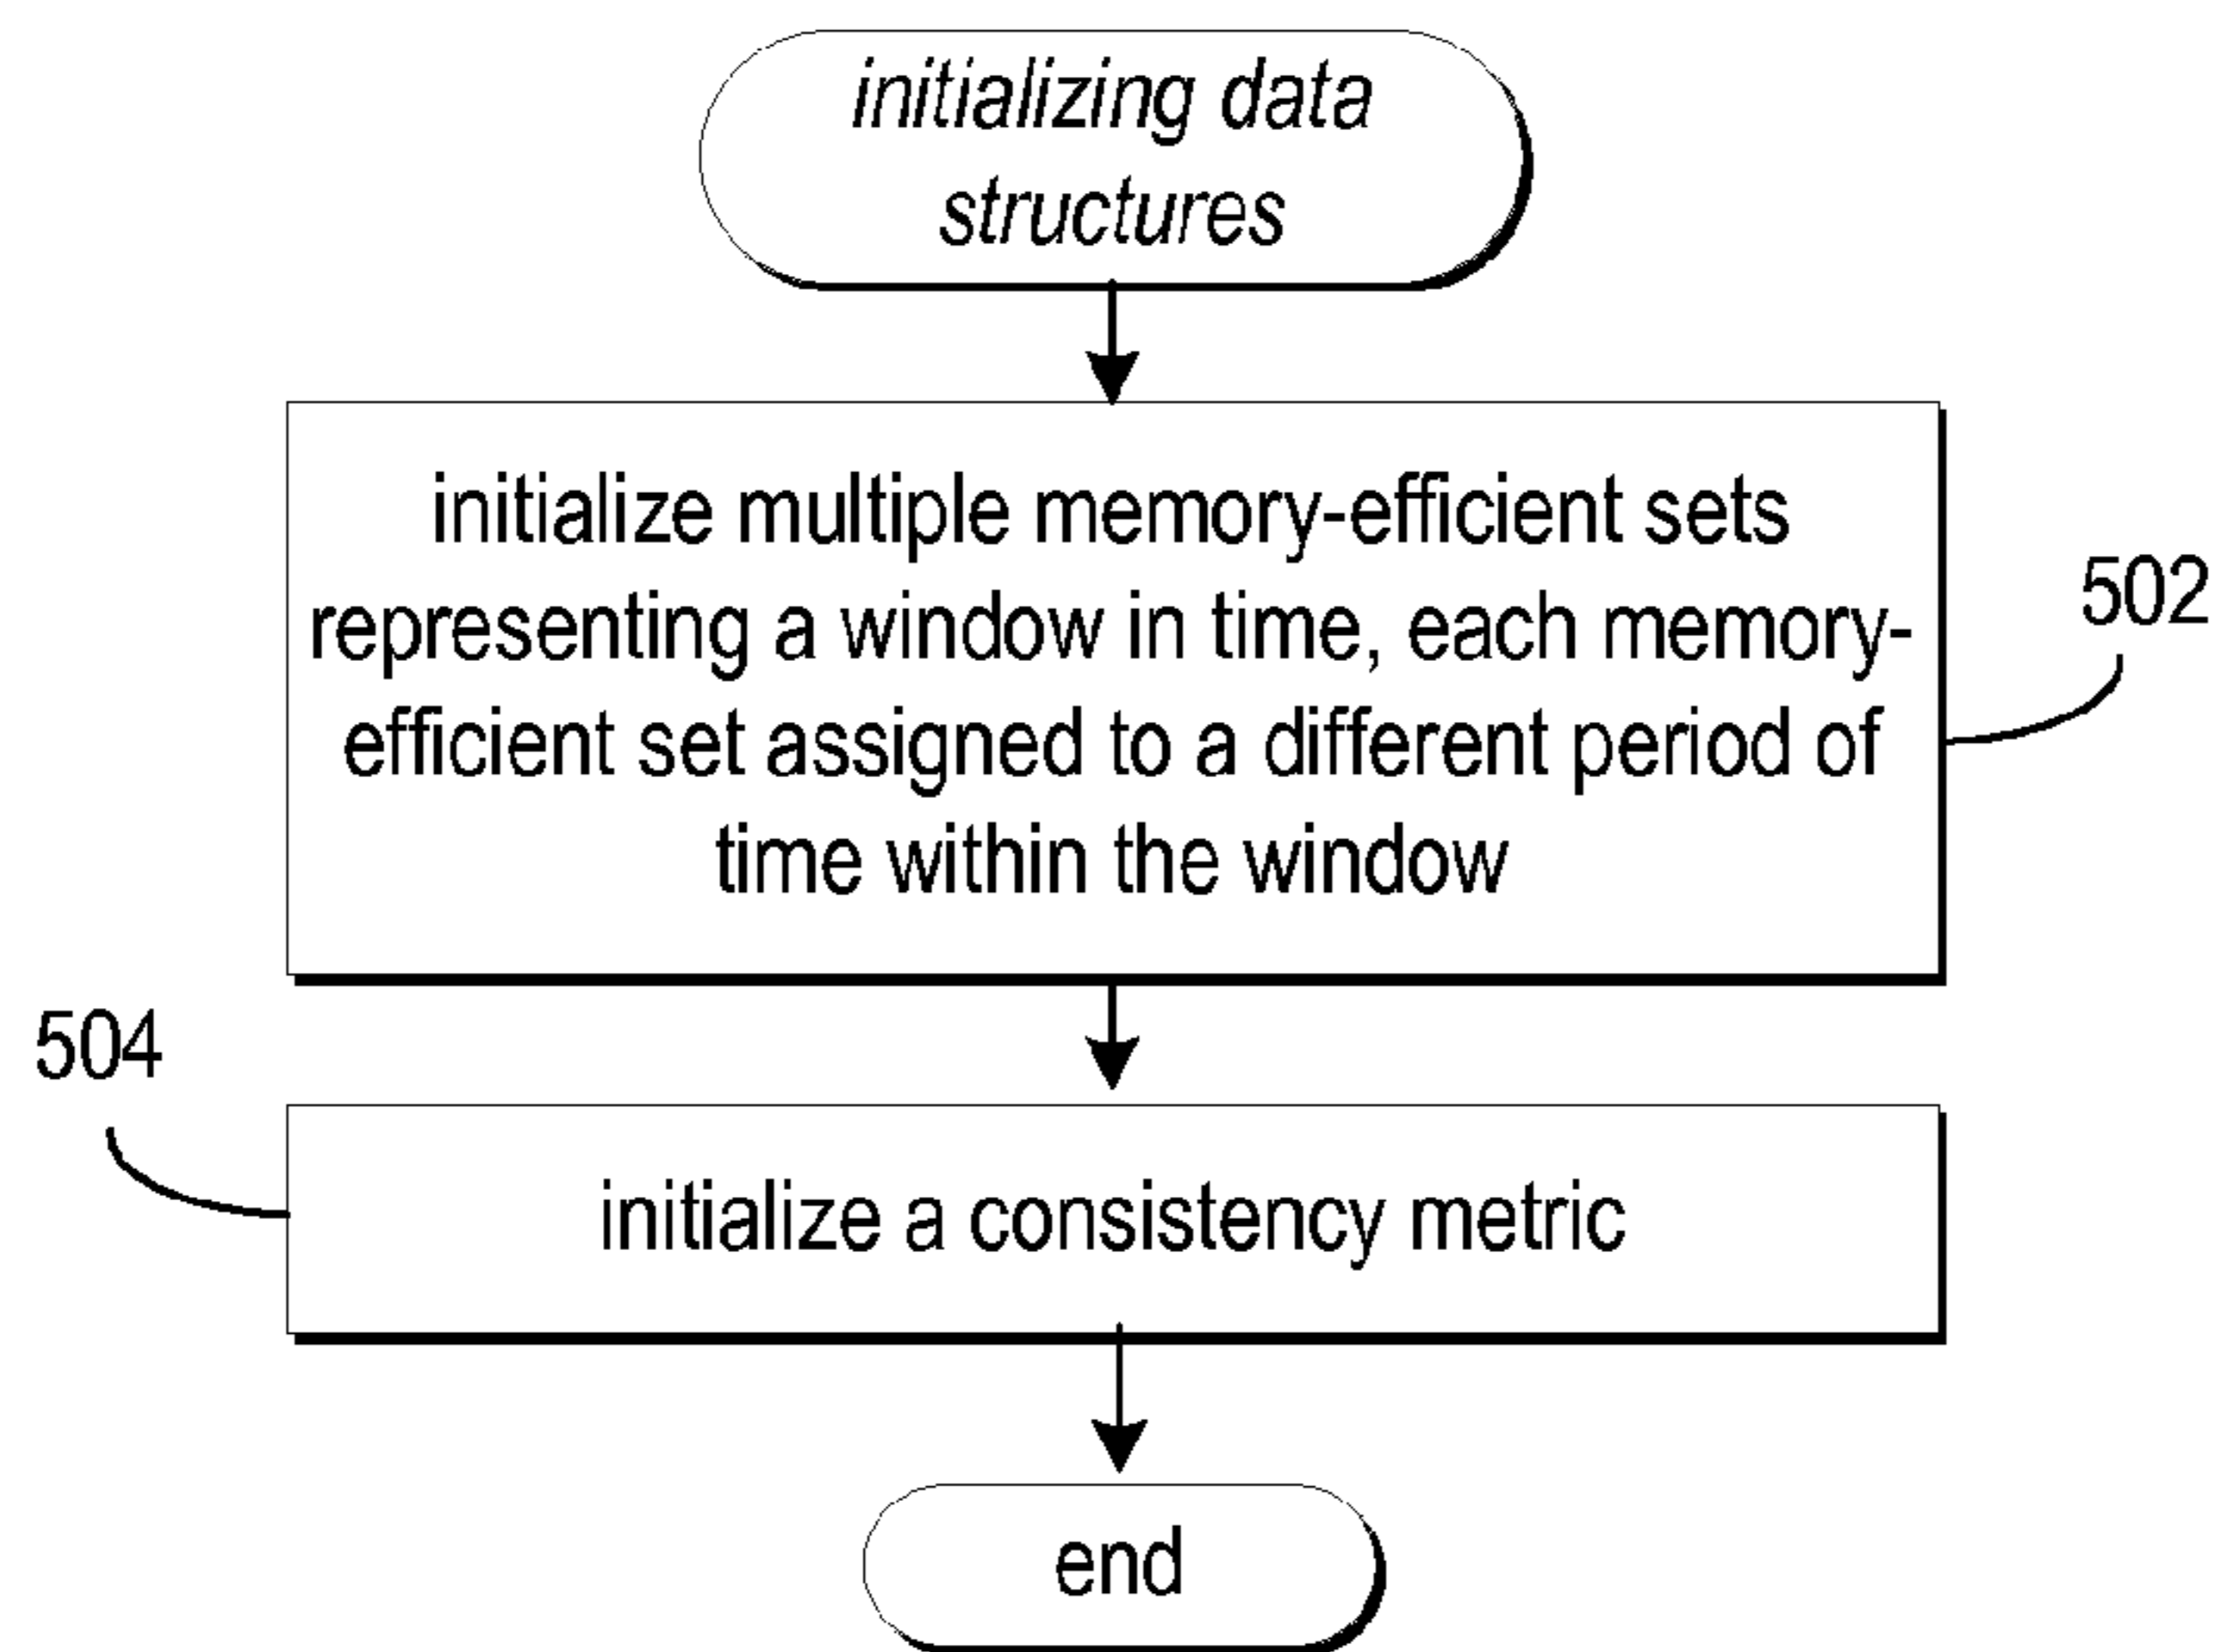 initializing data
structures
initialize multiple memory-efficient sets
representing a window in time, each memory-
efficient set assigned to a different period of
time within the window
502
504
initialize a consistency metric
end